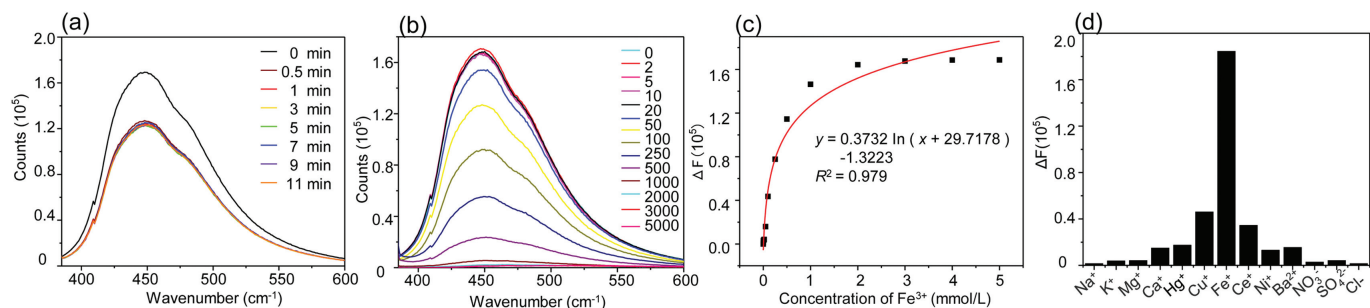 (a)
2.0
1.6
1.2
0.8
0.4
0
Counts (10⁵)
400
450
500
550
600
Wavenumber (cm⁻¹)
0 min
0.5 min
1 min
3 min
5 min
7 min
9 min
11 min
(b)
1.6
1.2
0.8
0.4
0
Counts (10⁵)
400
450
500
550
600
Wavenumber (cm⁻¹)
0
2
5
10
20
50
100
250
500
1000
2000
3000
5000
(c)
1.6
1.2
0.8
0.4
0.0
Δ F (10⁵)
0
1
2
3
4
5
Concentration of Fe³⁺ (mmol/L)
y = 0.3732 ln ( x + 29.7178 )
-1.3223
R² = 0.979
(d)
2.0
1.6
1.2
0.8
0.4
0
ΔF(10⁵)
Na⁺
K⁺
Mg⁺
Ca⁺
Hg⁺
Cu⁺
Fe⁺
Ce⁺
Ni⁺
Ba²⁺
NO₃⁻
SO₄²⁻
Cl⁻